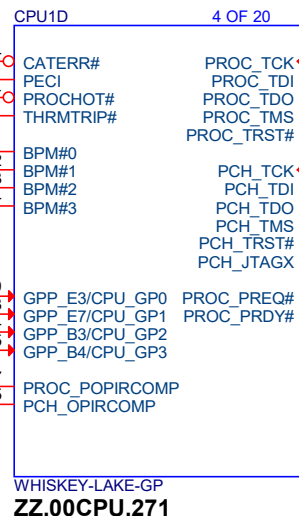 CPU1D 4 OF 20
CATERR# PROC_TCK
PECI PROC_TDI
PROCHOT# PROC_TDO
THRMTRIP# PROC_TMS
PROC_TRST#
BPM#0
BPM#1 PCH_TCK
BPM#2 PCH_TDI
BPM#3 PCH_TDO
PCH_TMS
PCH_TRST#
PCH_JTAGX
GPP_E3/CPU_GP0 PROC_PREQ#
GPP_E7/CPU_GP1 PROC_PRDY#
GPP_B3/CPU_GP2
GPP_B4/CPU_GP3
PROC_POPIRCOMP
PCH_OPIRCOMP
WHISKEY-LAKE-GP
ZZ.00CPU.271